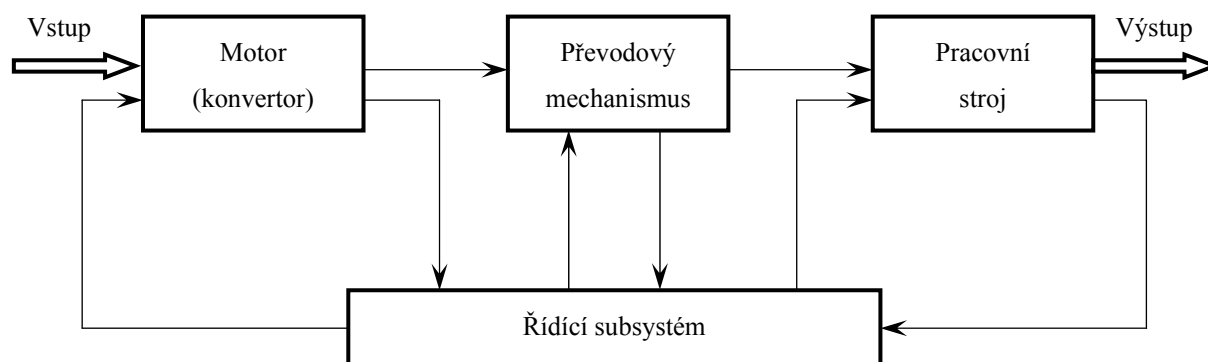 Vstup
Motor
(konvertor)
Převodový
mechanismus
Pracovní
stroj
Výstup
Řídící subsystém